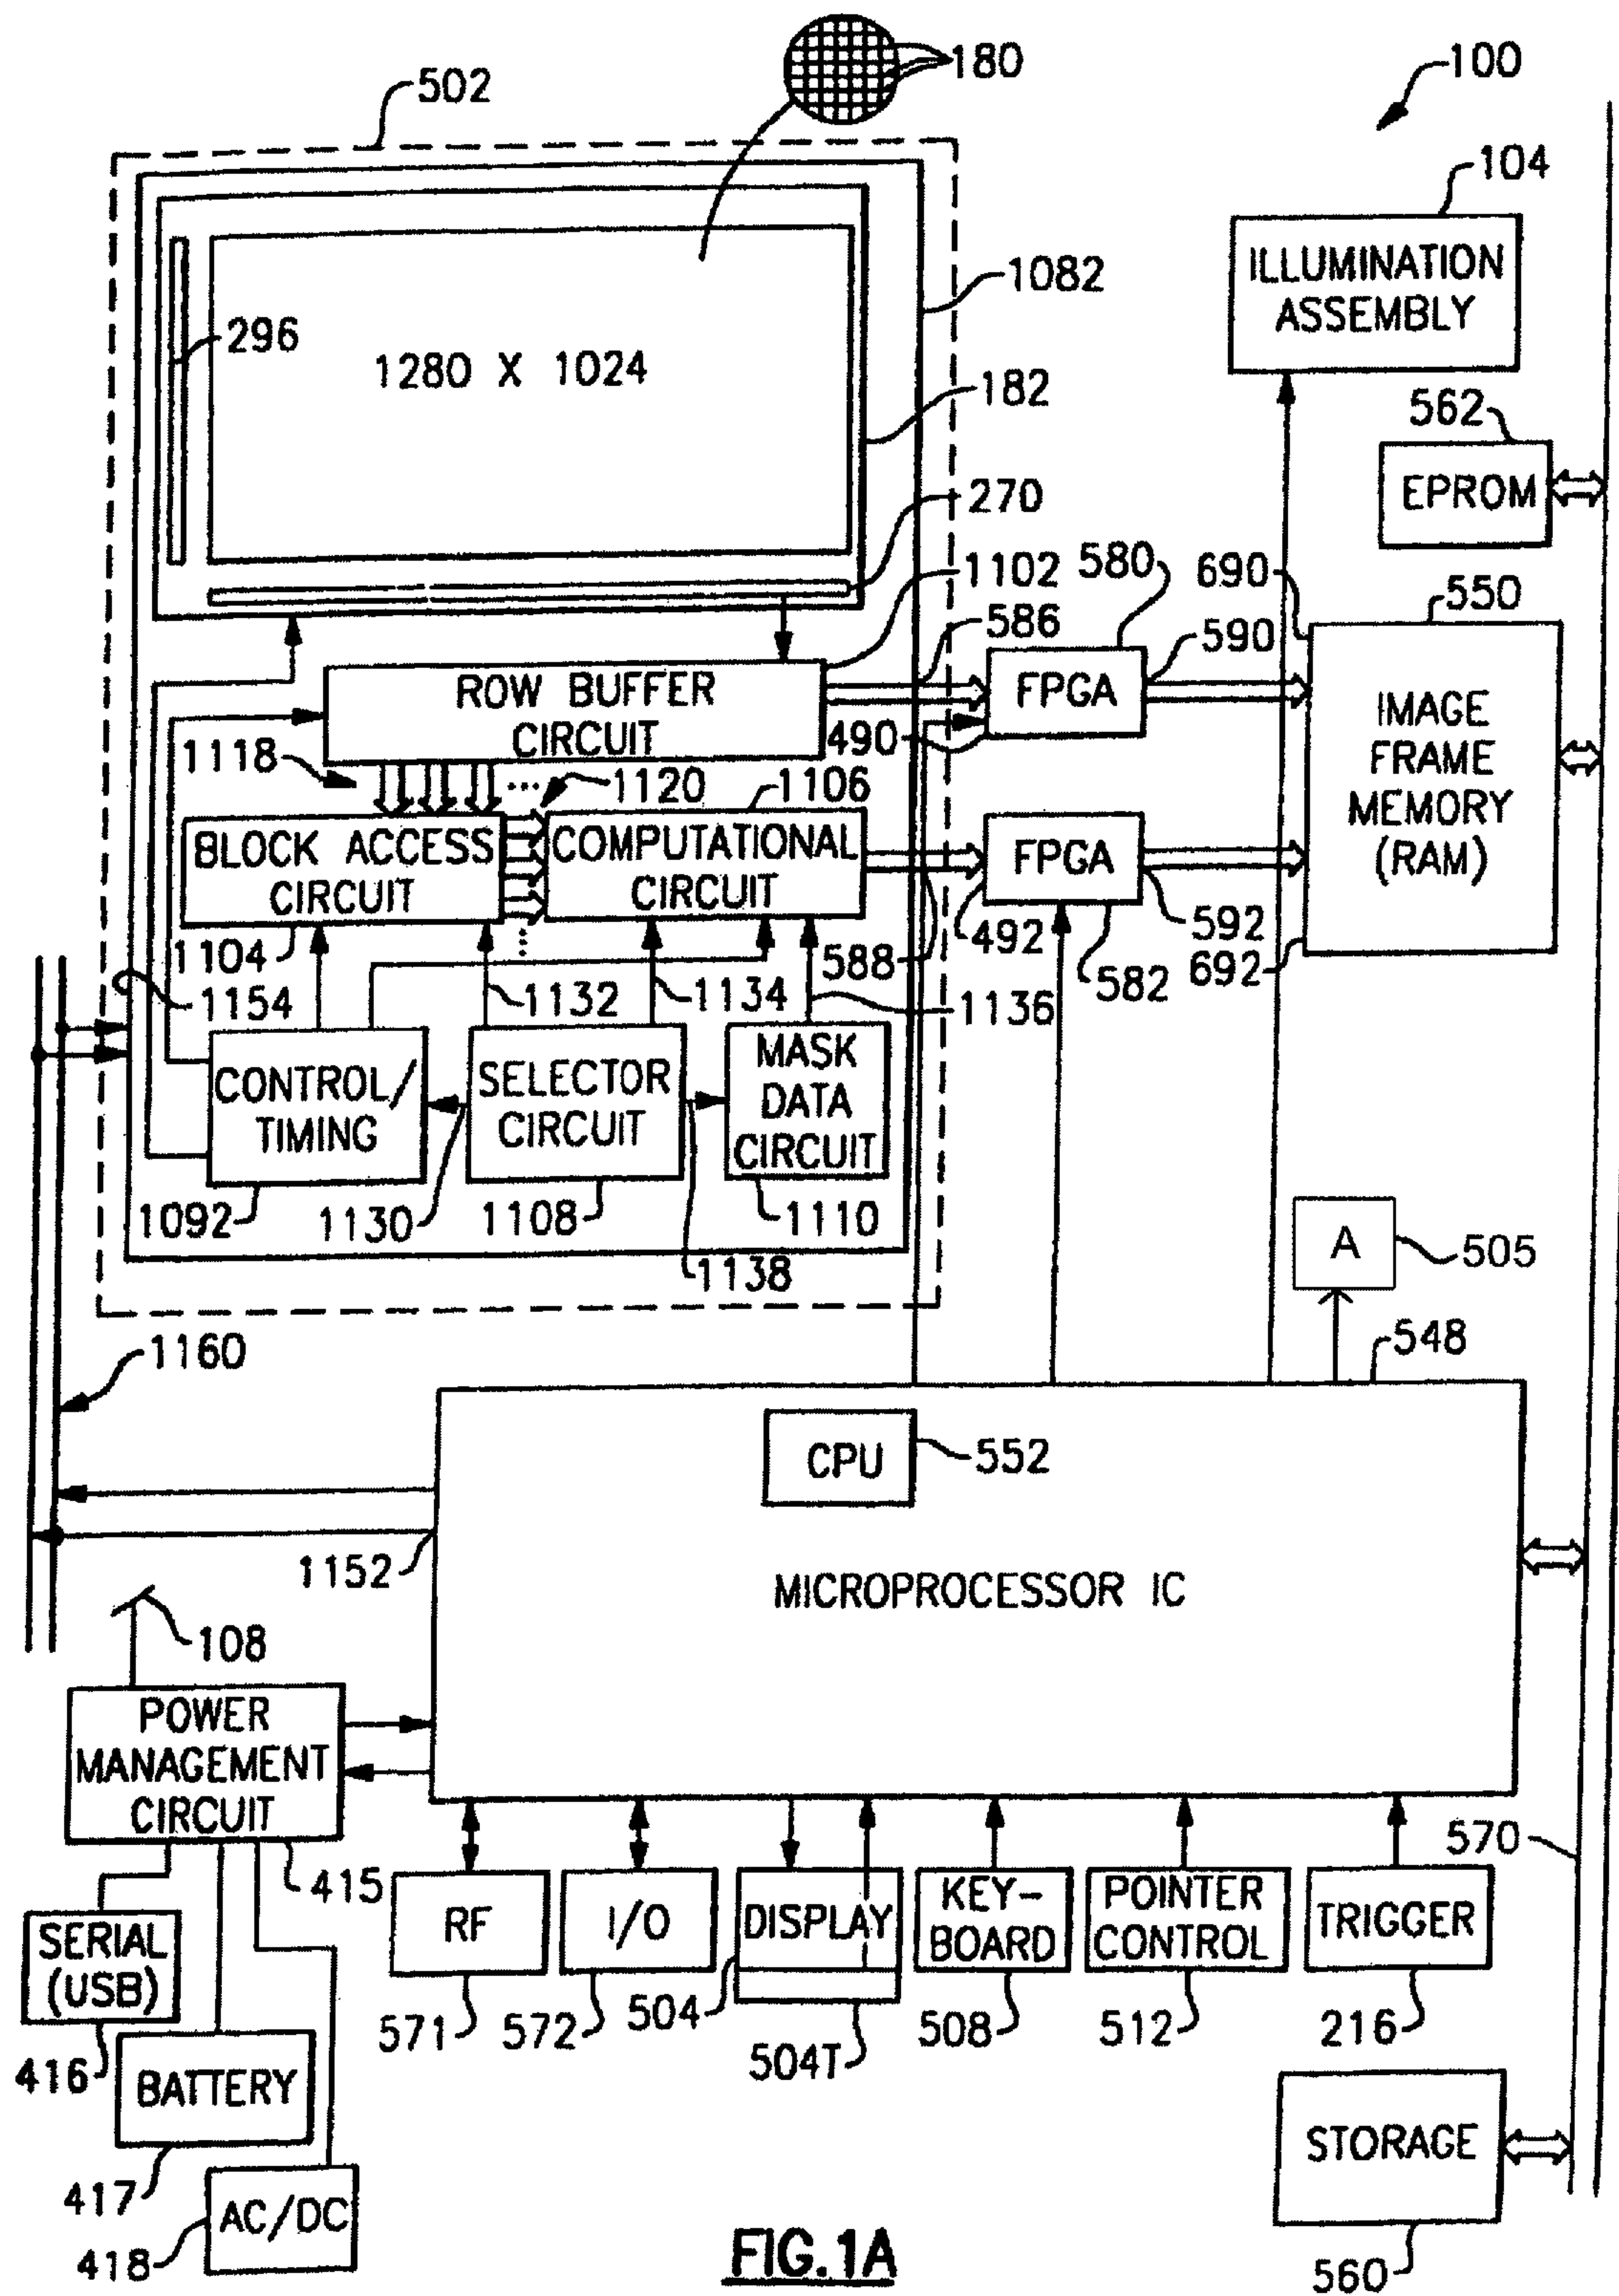 180
100
502
104
ILLUMINATION
ASSEMBLY
1082
296
1280 X 1024
182
562
EPROM
270
1102
580
690
550
586
590
ROW BUFFER
CIRCUIT
FPGA
IMAGE
FRAME
MEMORY
(RAM)
490
1118
1120
1106
BLOCK ACCESS
CIRCUIT
COMPUTATIONAL
CIRCUIT
FPGA
1104
588
492
592
582
692
1154
1132
1134
1136
CONTROL/
TIMING
SELECTOR
CIRCUIT
MASK
DATA
CIRCUIT
1092
1130
1108
1110
1138
A
505
1160
548
CPU
552
1152
MICROPROCESSOR IC
108
POWER
MANAGEMENT
CIRCUIT
415
570
SERIAL
(USB)
RF
I/O
DISPLAY
KEY-
BOARD
POINTER
CONTROL
TRIGGER
416
571
572
504
504T
508
512
216
BATTERY
417
STORAGE
AC/DC
418
560
FIG.1A